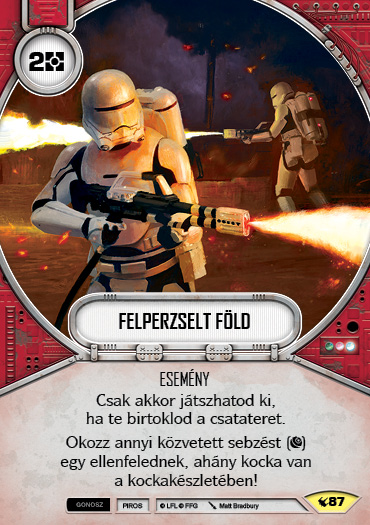 2
FELPERZSELT FÖLD
ESEMÉNY
Csak akkor játszhatod ki,
ha te birtoklod a csatateret.
Okozz annyi közvetett sebzést ( )
egy ellenfelednek, ahány kocka van
a kockakészletében!
GONOSZ PIROS © LFL © FFG Matt Bradbury 87